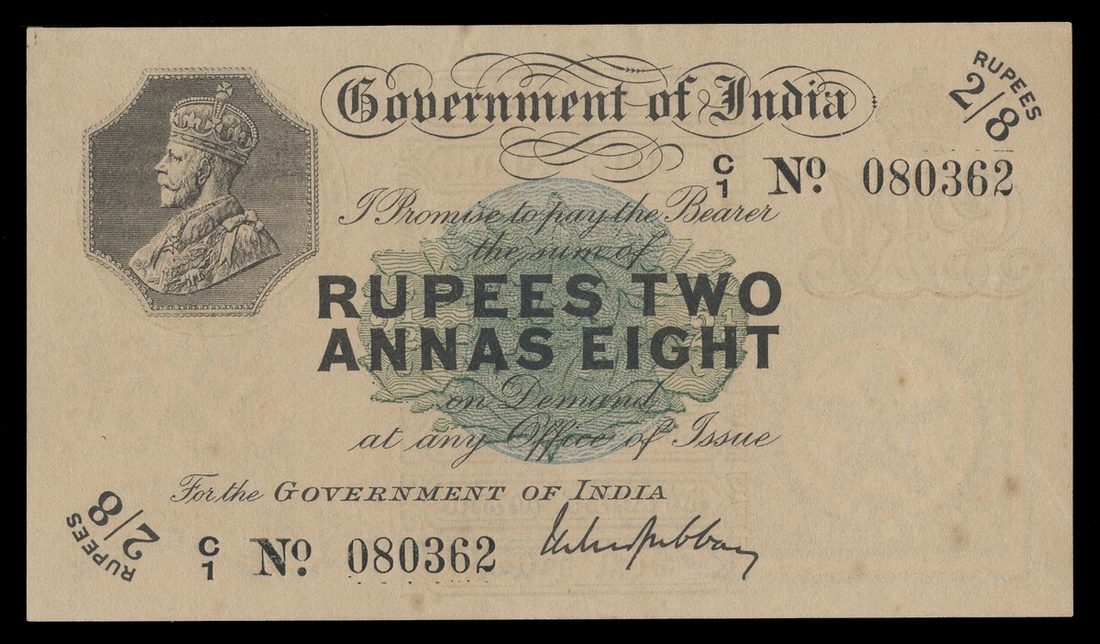 Government of India
RUPEES
2/8
C/1 No. 080362
I Promise to pay the Bearer
the sum of
RUPEES TWO
ANNAS EIGHT
on Demand
at any Office of Issue
For the GOVERNMENT OF INDIA
RUPEES
2/8
C/1 No. 080362